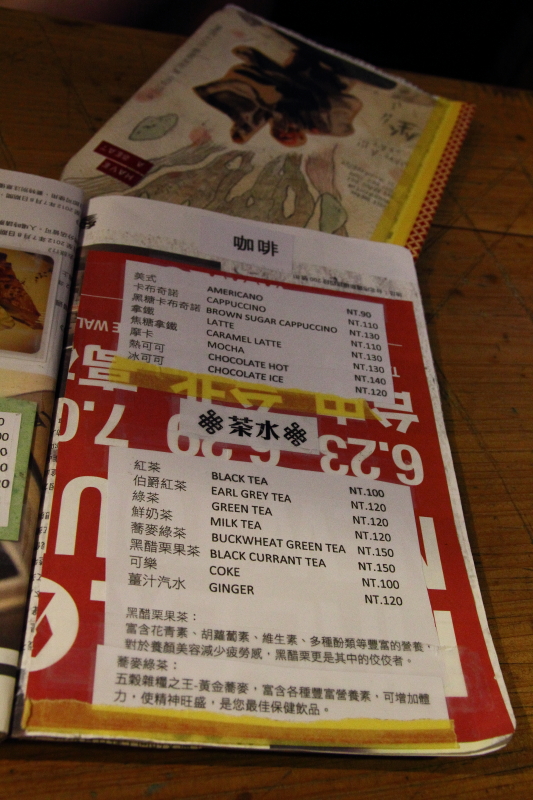 HAVE
A SEAT
咖啡
美式 AMERICANO NT.90
卡布奇諾 CAPPUCCINO NT.110
黑糖卡布奇諾 BROWN SUGAR CAPPUCCINO NT.130
拿鐵 LATTE NT.110
焦糖拿鐵 CARAMEL LATTE NT.130
摩卡 MOCHA NT.130
熱可可 CHOCOLATE HOT NT.140
冰可可 CHOCOLATE ICE NT.120
台中 台北 高
6.23 6.29 7.0
茶水
紅茶 BLACK TEA NT.100
伯爵紅茶 EARL GREY TEA NT.120
綠茶 GREEN TEA NT.120
鮮奶茶 MILK TEA NT.120
蕎麥綠茶 BUCKWHEAT GREEN TEA NT.150
黑醋栗果茶 BLACK CURRANT TEA NT.150
可樂 COKE NT.100
薑汁汽水 GINGER NT.120
黑醋栗果茶：
富含花青素、胡蘿蔔素、維生素、多種酚類等豐富的營養，
對於養顏美容減少疲勞感，黑醋栗更是其中的佼佼者。
蕎麥綠茶：
五穀雜糧之王-黃金蕎麥，富含各種豐富營養素，可增加體
力，使精神旺盛，是您最佳保健飲品。